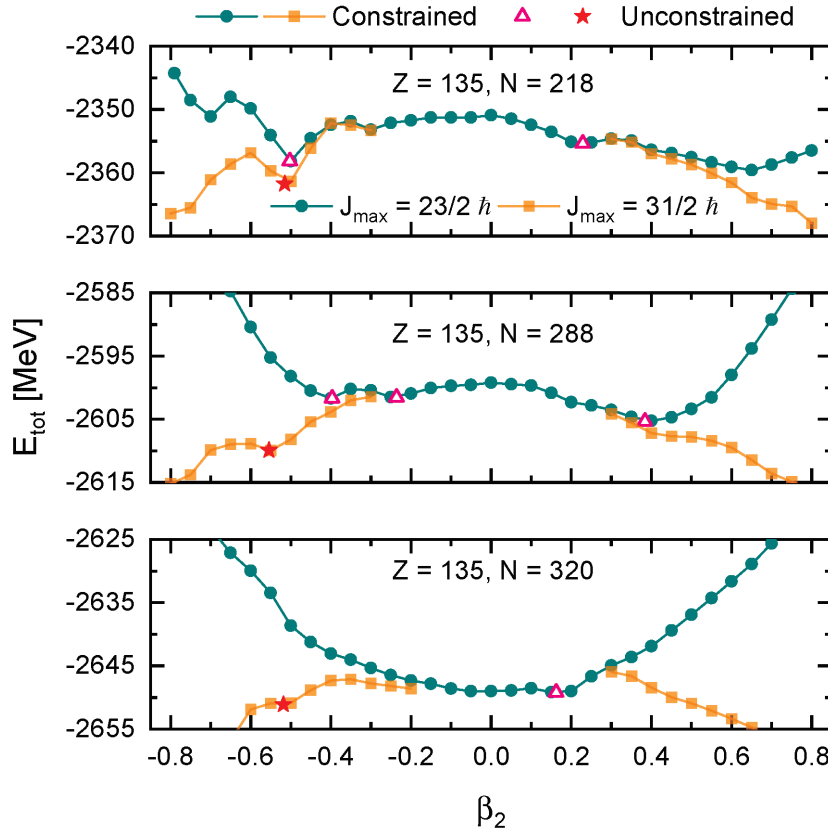 Constrained Unconstrained
-2340
-2350
-2360
-2370
Z = 135, N = 218
J_max = 23/2 ħ J_max = 31/2 ħ
-2585
-2595
-2605
-2615
Z = 135, N = 288
E_tot [MeV]
-2625
-2635
-2645
-2655
Z = 135, N = 320
-0.8 -0.6 -0.4 -0.2 0.0 0.2 0.4 0.6 0.8
β_2